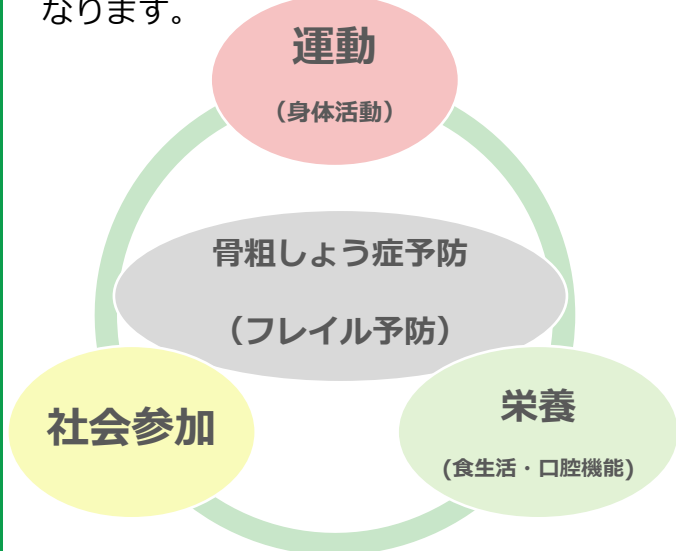 なります。
運動
（身体活動）
骨粗しょう症予防
（フレイル予防）
社会参加
栄養
(食生活・口腔機能)